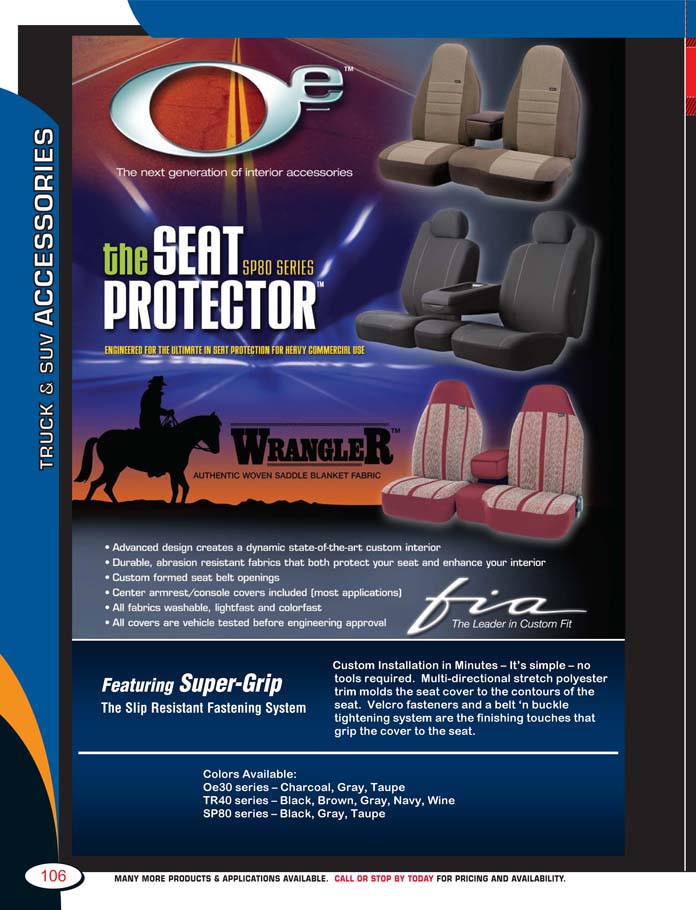 TRUCK & SUV ACCESSORIES
Oe™
The next generation of interior accessories
the SEAT
SP80 SERIES
PROTECTOR™
ENGINEERED FOR THE ULTIMATE IN SEAT PROTECTION FOR HEAVY COMMERCIAL USE
WRANGLER™
AUTHENTIC WOVEN SADDLE BLANKET FABRIC
• Advanced design creates a dynamic state-of-the-art custom interior
• Durable, abrasion resistant fabrics that both protect your seat and enhance your interior
• Custom formed seat belt openings
• Center armrest/console covers included (most applications)
• All fabrics washable, lightfast and colorfast
• All covers are vehicle tested before engineering approval
fia
The Leader in Custom Fit
Featuring Super-Grip
The Slip Resistant Fastening System
Custom Installation in Minutes – It's simple – no
tools required. Multi-directional stretch polyester
trim molds the seat cover to the contours of the
seat. Velcro fasteners and a belt 'n buckle
tightening system are the finishing touches that
grip the cover to the seat.
Colors Available:
Oe30 series – Charcoal, Gray, Taupe
TR40 series – Black, Brown, Gray, Navy, Wine
SP80 series – Black, Gray, Taupe
106
MANY MORE PRODUCTS & APPLICATIONS AVAILABLE. CALL OR STOP BY TODAY FOR PRICING AND AVAILABILITY.